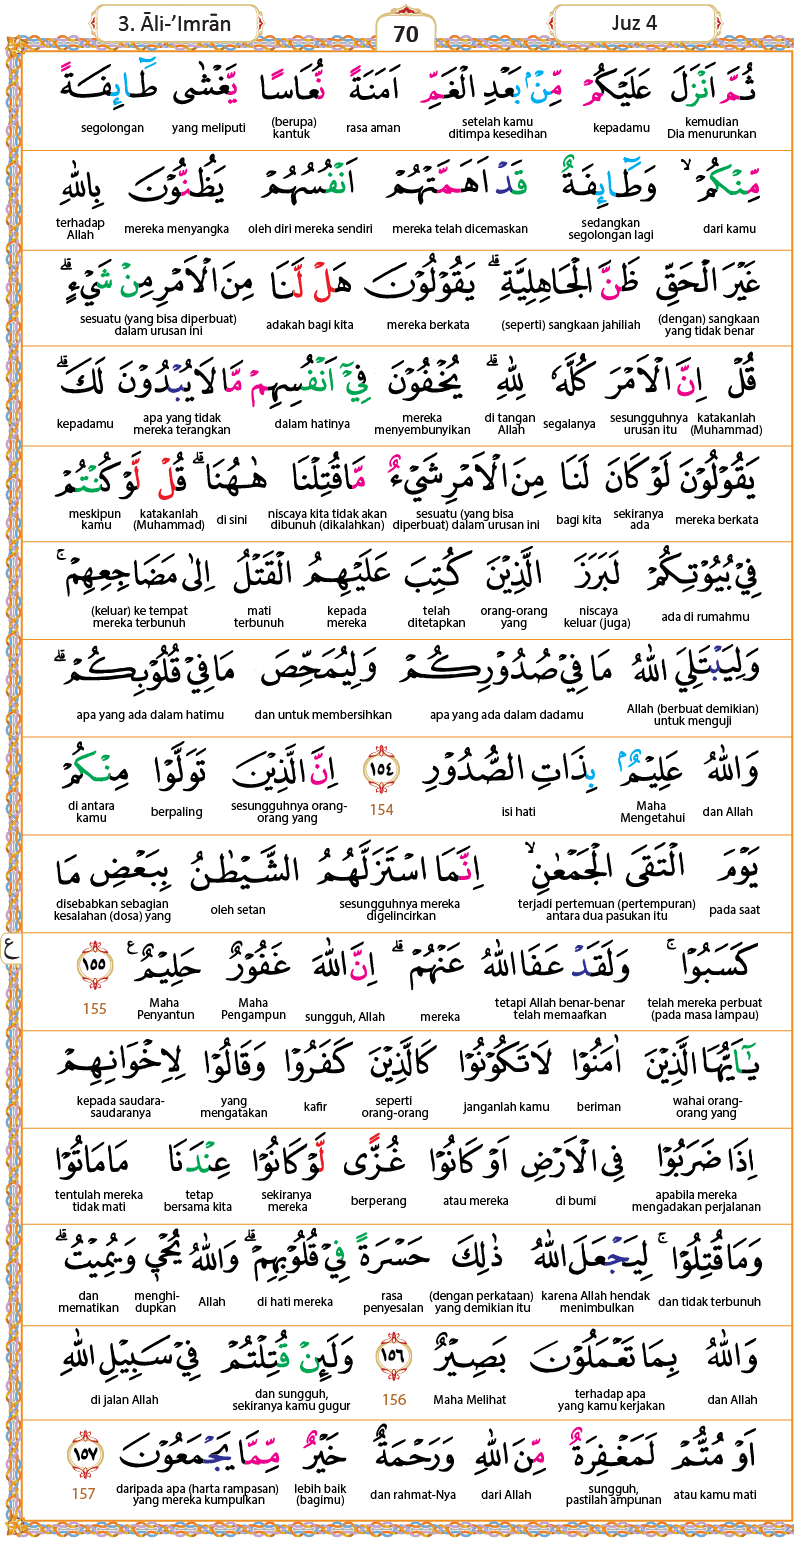 3. Āli-'Imrān
70
Juz 4
ثُمَّ اَنْزَلَ عَلَيْكُمْ مِّنْۢ بَعْدِ الْغَمِّ اَمَنَةً نُّعَاسًا يَّغْشٰى طَۤاىِٕفَةً
kemudian Dia menurunkan kepadamu setelah kamu ditimpa kesedihan rasa aman (berupa) kantuk yang meliputi segolongan
مِّنْكُمْ ۙ وَطَۤاىِٕفَةٌ قَدْ اَهَمَّتْهُمْ اَنْفُسُهُمْ يَظُنُّوْنَ بِاللّٰهِ
dari kamu sedangkan segolongan lagi mereka telah dicemaskan oleh diri mereka sendiri mereka menyangka terhadap Allah
غَيْرَ الْحَقِّ ظَنَّ الْجَاهِلِيَّةِ ۗ يَقُوْلُوْنَ هَلْ لَّنَا مِنَ الْاَمْرِ مِنْ شَيْءٍ ۗ
(dengan) sangkaan yang tidak benar (seperti) sangkaan jahiliah mereka berkata adakah bagi kita sesuatu (yang bisa diperbuat) dalam urusan ini
قُلْ اِنَّ الْاَمْرَ كُلَّهٗ لِلّٰهِ ۗ يُخْفُوْنَ فِيْٓ اَنْفُسِهِمْ مَّا لَا يُبْدُوْنَ لَكَ ۗ
katakanlah (Muhammad) sesungguhnya urusan itu segalanya di tangan Allah mereka menyembunyikan dalam hatinya apa yang tidak mereka terangkan kepadamu
يَقُوْلُوْنَ لَوْ كَانَ لَنَا مِنَ الْاَمْرِ شَيْءٌ مَّا قُتِلْنَا هٰهُنَا ۗ قُلْ لَّوْ كُنْتُمْ
mereka berkata sekiranya ada bagi kita sesuatu (yang bisa diperbuat) dalam urusan ini niscaya kita tidak akan dibunuh (dikalahkan) di sini katakanlah (Muhammad) meskipun kamu
فِيْ بُيُوْتِكُمْ لَبَرَزَ الَّذِيْنَ كُتِبَ عَلَيْهِمُ الْقَتْلُ اِلٰى مَضَاجِعِهِمْ ۚ
ada di rumahmu niscaya keluar (juga) orang-orang yang telah ditetapkan kepada mereka mati terbunuh (keluar) ke tempat mereka terbunuh
وَلِيَبْتَلِيَ اللّٰهُ مَا فِيْ صُدُوْرِكُمْ وَلِيُمَحِّصَ مَا فِيْ قُلُوْبِكُمْ ۗ
Allah (berbuat demikian) untuk menguji apa yang ada dalam dadamu dan untuk membersihkan apa yang ada dalam hatimu
وَاللّٰهُ عَلِيْمٌۢ بِذَاتِ الصُّدُوْرِ ١٥٤ اِنَّ الَّذِيْنَ تَوَلَّوْا مِنْكُمْ
dan Allah Maha Mengetahui isi hati 154 sesungguhnya orang-orang yang berpaling di antara kamu
يَوْمَ الْتَقَى الْجَمْعٰنِۙ اِنَّمَا اسْتَزَلَّهُمُ الشَّيْطٰنُ بِبَعْضِ مَا
pada saat terjadi pertemuan (pertempuran) antara dua pasukan itu sesungguhnya mereka digelincirkan oleh setan disebabkan sebagian kesalahan (dosa) yang
كَسَبُوْا ۚ وَلَقَدْ عَفَا اللّٰهُ عَنْهُمْ ۗ اِنَّ اللّٰهَ غَفُوْرٌ حَلِيْمٌ ࣖ ١٥٥
ع
telah mereka perbuat (pada masa lampau) tetapi Allah benar-benar telah memaafkan mereka sungguh, Allah Maha Pengampun Maha Penyantun 155
يٰٓاَيُّهَا الَّذِيْنَ اٰمَنُوْا لَا تَكُوْنُوْا كَالَّذِيْنَ كَفَرُوْا وَقَالُوْا لِاِخْوَانِهِمْ
wahai orang-orang yang beriman janganlah kamu seperti orang-orang kafir yang mengatakan kepada saudara-saudaranya
اِذَا ضَرَبُوْا فِى الْاَرْضِ اَوْ كَانُوْا غُزًّى لَّوْ كَانُوْا عِنْدَنَا مَا مَاتُوْا
apabila mereka mengadakan perjalanan di bumi atau mereka berperang sekiranya mereka tetap bersama kita tentulah mereka tidak mati
وَمَا قُتِلُوْا ۚ لِيَجْعَلَ اللّٰهُ ذٰلِكَ حَسْرَةً فِيْ قُلُوْبِهِمْ ۗ وَاللّٰهُ يُحْيٖ وَيُمِيْتُ ۗ
dan tidak terbunuh karena Allah hendak menimbulkan (dengan perkataan) yang demikian itu rasa penyesalan di hati mereka Allah menghi-dupkan dan mematikan
وَاللّٰهُ بِمَا تَعْمَلُوْنَ بَصِيْرٌ ١٥٦ وَلَىِٕنْ قُتِلْتُمْ فِيْ سَبِيْلِ اللّٰهِ
dan Allah terhadap apa yang kamu kerjakan Maha Melihat 156 dan sungguh, sekiranya kamu gugur di jalan Allah
اَوْ مُتُّمْ لَمَغْفِرَةٌ مِّنَ اللّٰهِ وَرَحْمَةٌ خَيْرٌ مِّمَّا يَجْمَعُوْنَ ١٥٧
atau kamu mati sungguh, pastilah ampunan dari Allah dan rahmat-Nya lebih baik (bagimu) daripada apa (harta rampasan) yang mereka kumpulkan 157